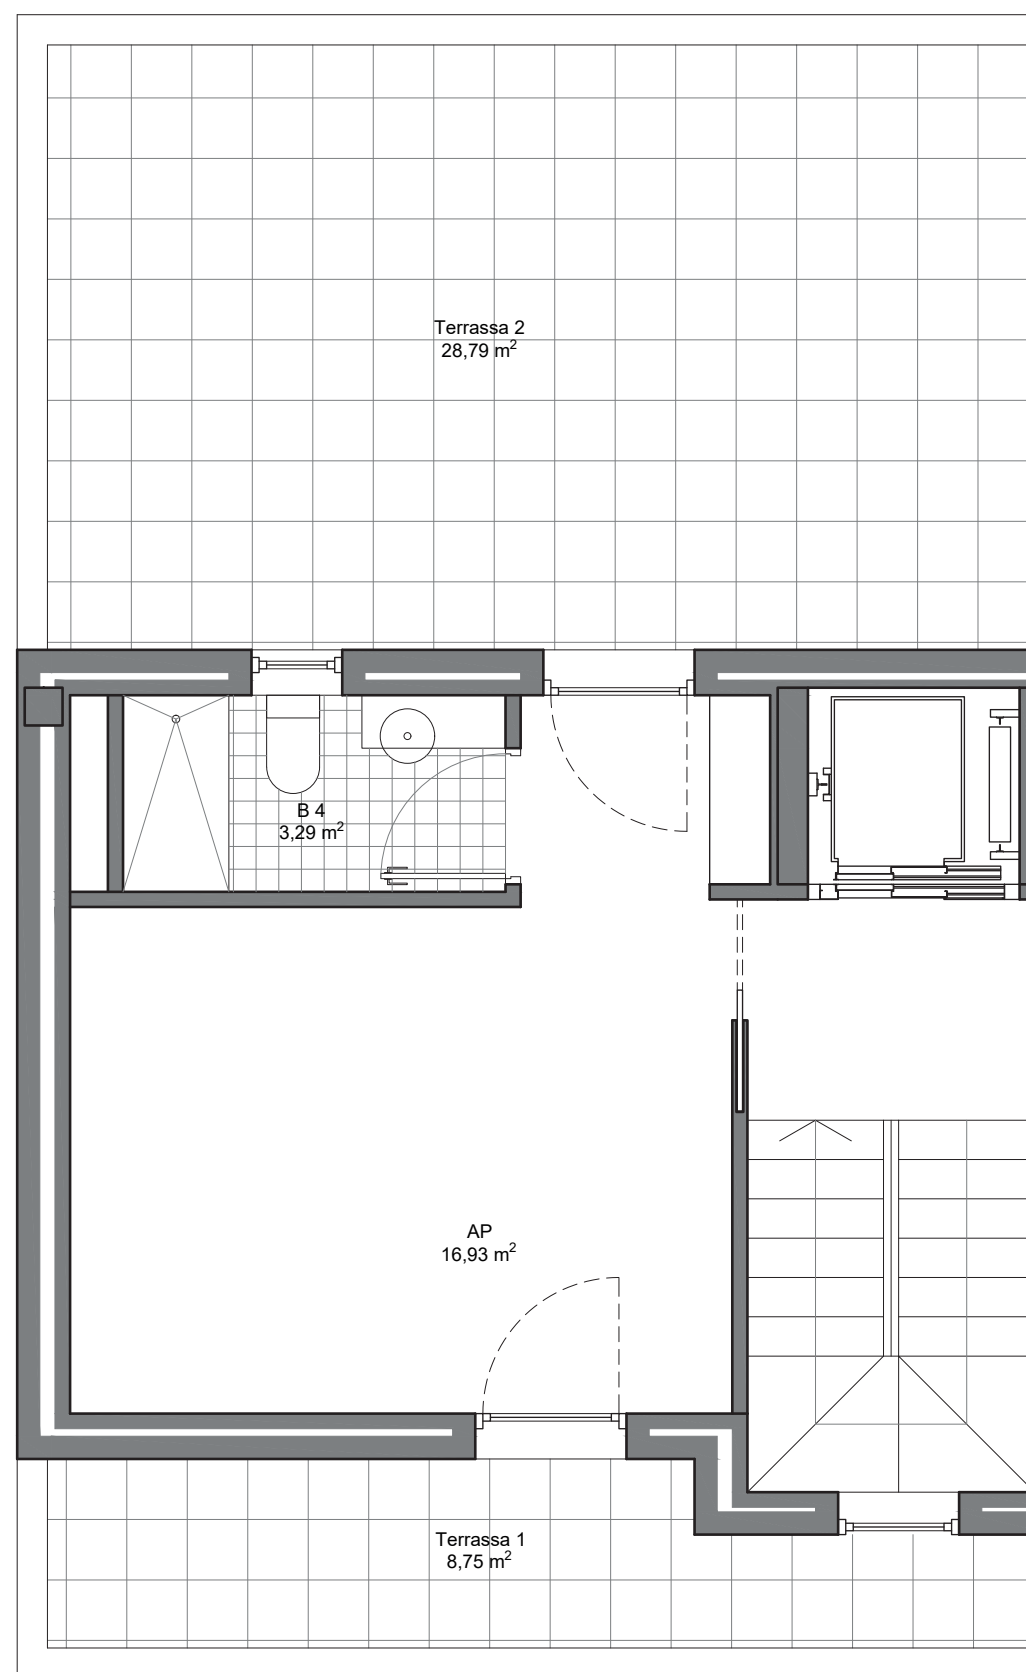 Terrassa 2
28,79 m²
B 4
3,29 m²
AP
16,93 m²
Terrassa 1
8,75 m²